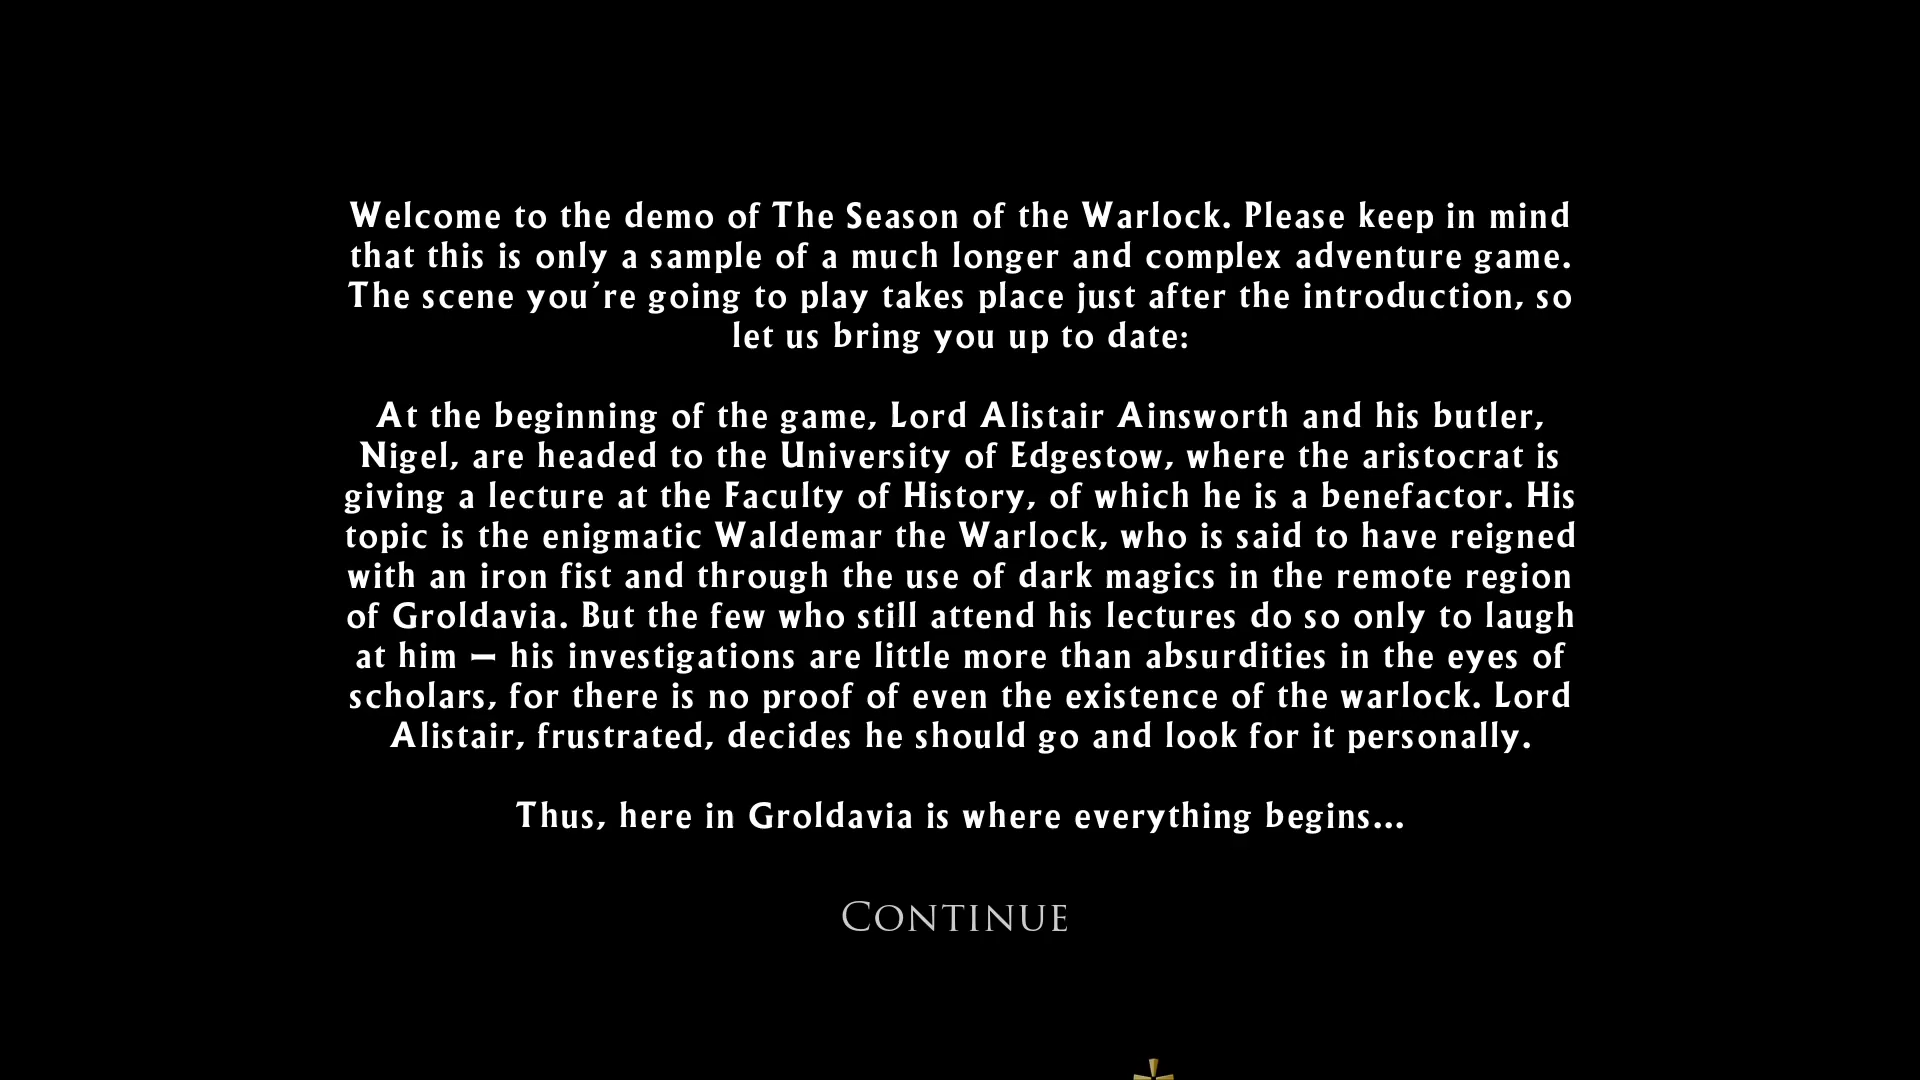 Welcome to the demo of The Season of the Warlock. Please keep in mind
that this is only a sample of a much longer and complex adventure game.
The scene you're going to play takes place just after the introduction, so
let us bring you up to date:
At the beginning of the game, Lord Alistair Ainsworth and his butler,
Nigel, are headed to the University of Edgestow, where the aristocrat is
giving a lecture at the Faculty of History, of which he is a benefactor. His
topic is the enigmatic Waldemar the Warlock, who is said to have reigned
with an iron fist and through the use of dark magics in the remote region
of Groldavia. But the few who still attend his lectures do so only to laugh
at him — his investigations are little more than absurdities in the eyes of
scholars, for there is no proof of even the existence of the warlock. Lord
Alistair, frustrated, decides he should go and look for it personally.
Thus, here in Groldavia is where everything begins...
Continue